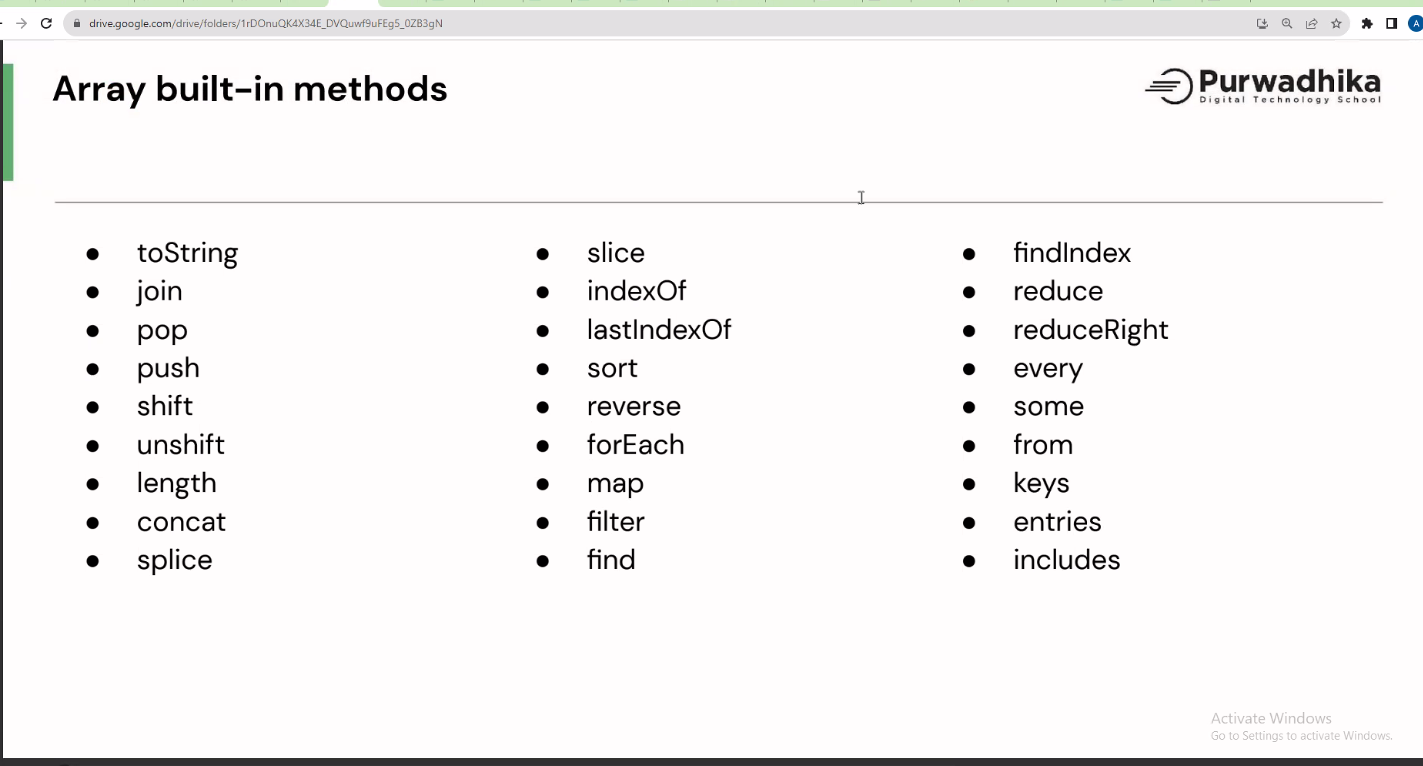 drive.google.com/drive/folders/1rDOnuQK4X34E_DVQuwf9uFEg5_0ZB3gN
A
Array built-in methods
Purwadhika
Digital Technology School
toString
join
pop
push
shift
unshift
length
concat
splice
slice
indexOf
lastIndexOf
sort
reverse
forEach
map
filter
find
findIndex
reduce
reduceRight
every
some
from
keys
entries
includes
Activate Windows
Go to Settings to activate Windows.